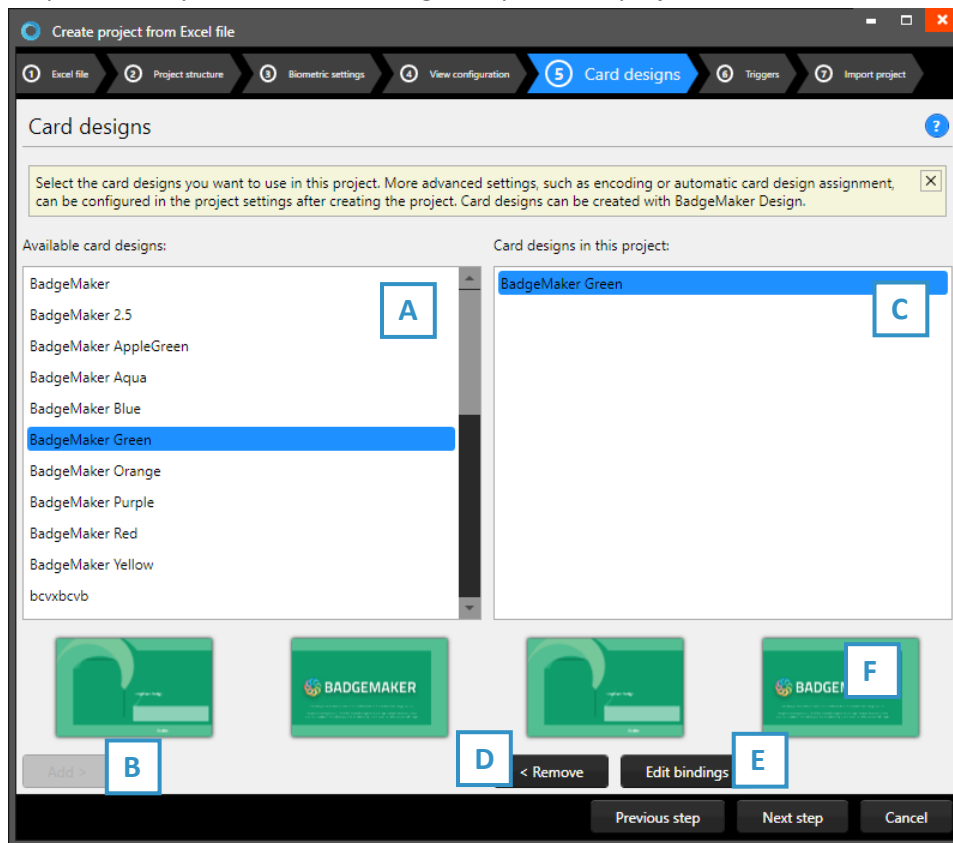 Create project from Excel file
1 Excel file 2 Project structure 3 Biometric settings 4 View configuration 5 Card designs 6 Triggers 7 Import project
Card designs
?
Select the card designs you want to use in this project. More advanced settings, such as encoding or automatic card design assignment,
can be configured in the project settings after creating the project. Card designs can be created with BadgeMaker Design.
Available card designs:
Card designs in this project:
BadgeMaker
BadgeMaker 2.5
BadgeMaker AppleGreen
BadgeMaker Aqua
BadgeMaker Blue
BadgeMaker Green
BadgeMaker Orange
BadgeMaker Purple
BadgeMaker Red
BadgeMaker Yellow
bcvxbcvb
A
BadgeMaker Green
C
BADGEMAKER
BADGE
F
Add >
B
D
< Remove
Edit bindings
E
Previous step
Next step
Cancel